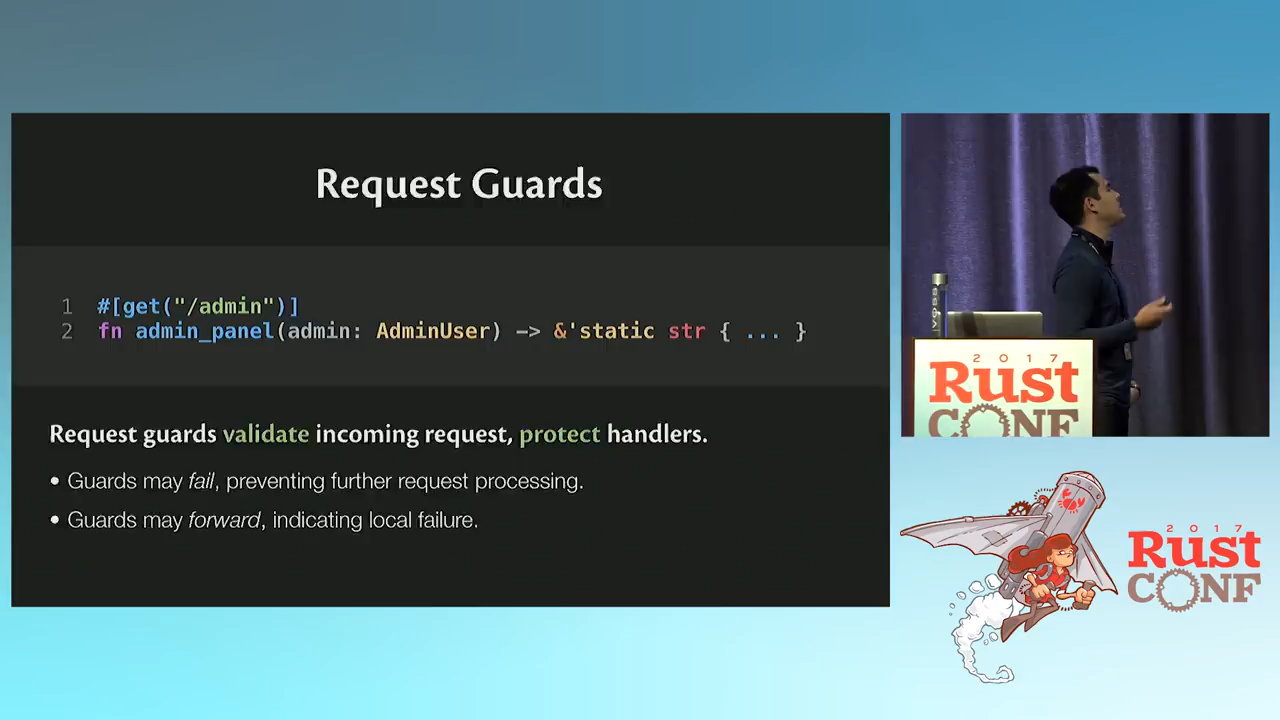 Request Guards
1 #[get("/admin")]
2 fn admin_panel(admin: AdminUser) -> &'static str { ... }
Request guards validate incoming request, protect handlers.
• Guards may fail, preventing further request processing.
• Guards may forward, indicating local failure.
VOSS
2017
Rust
CONF
2017
Rust
CONF